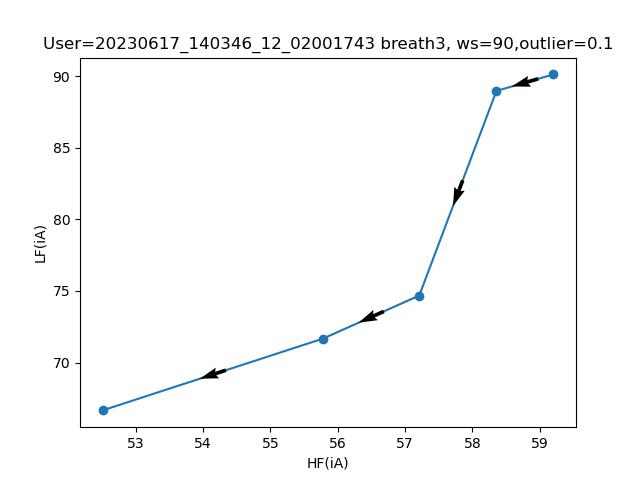 User=20230617_140346_12_02001743 breath3, ws=90,outlier=0.1
90
85
80
75
70
LF(iA)
53 54 55 56 57 58 59
HF(iA)